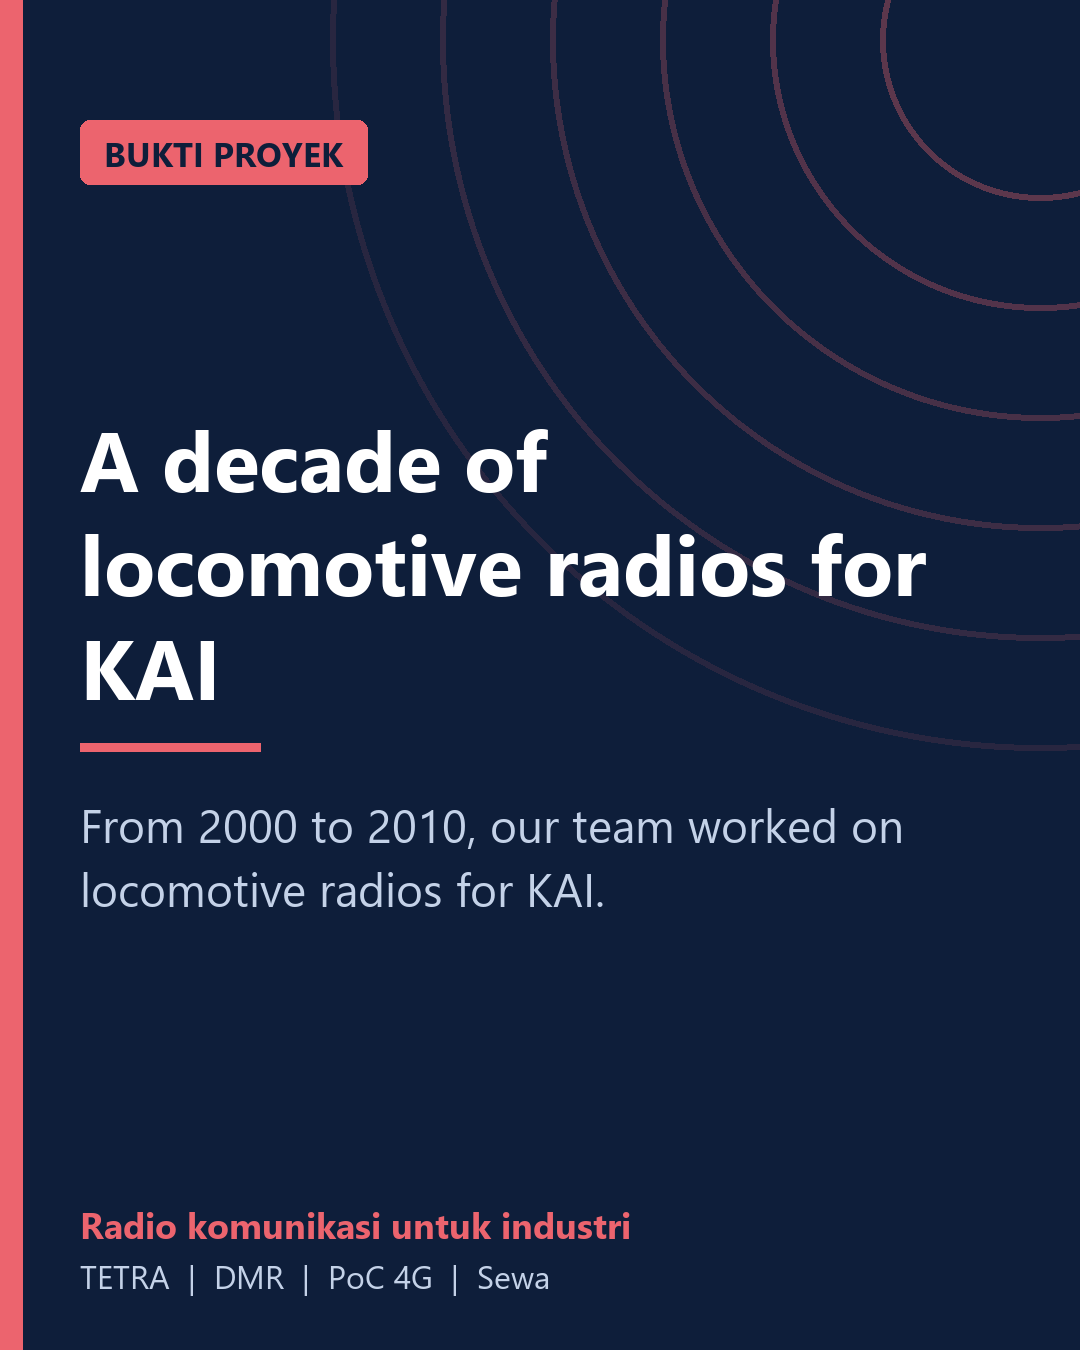 BUKTI PROYEK
A decade of
locomotive radios for
KAI
From 2000 to 2010, our team worked on
locomotive radios for KAI.
Radio komunikasi untuk industri
TETRA | DMR | PoC 4G | Sewa